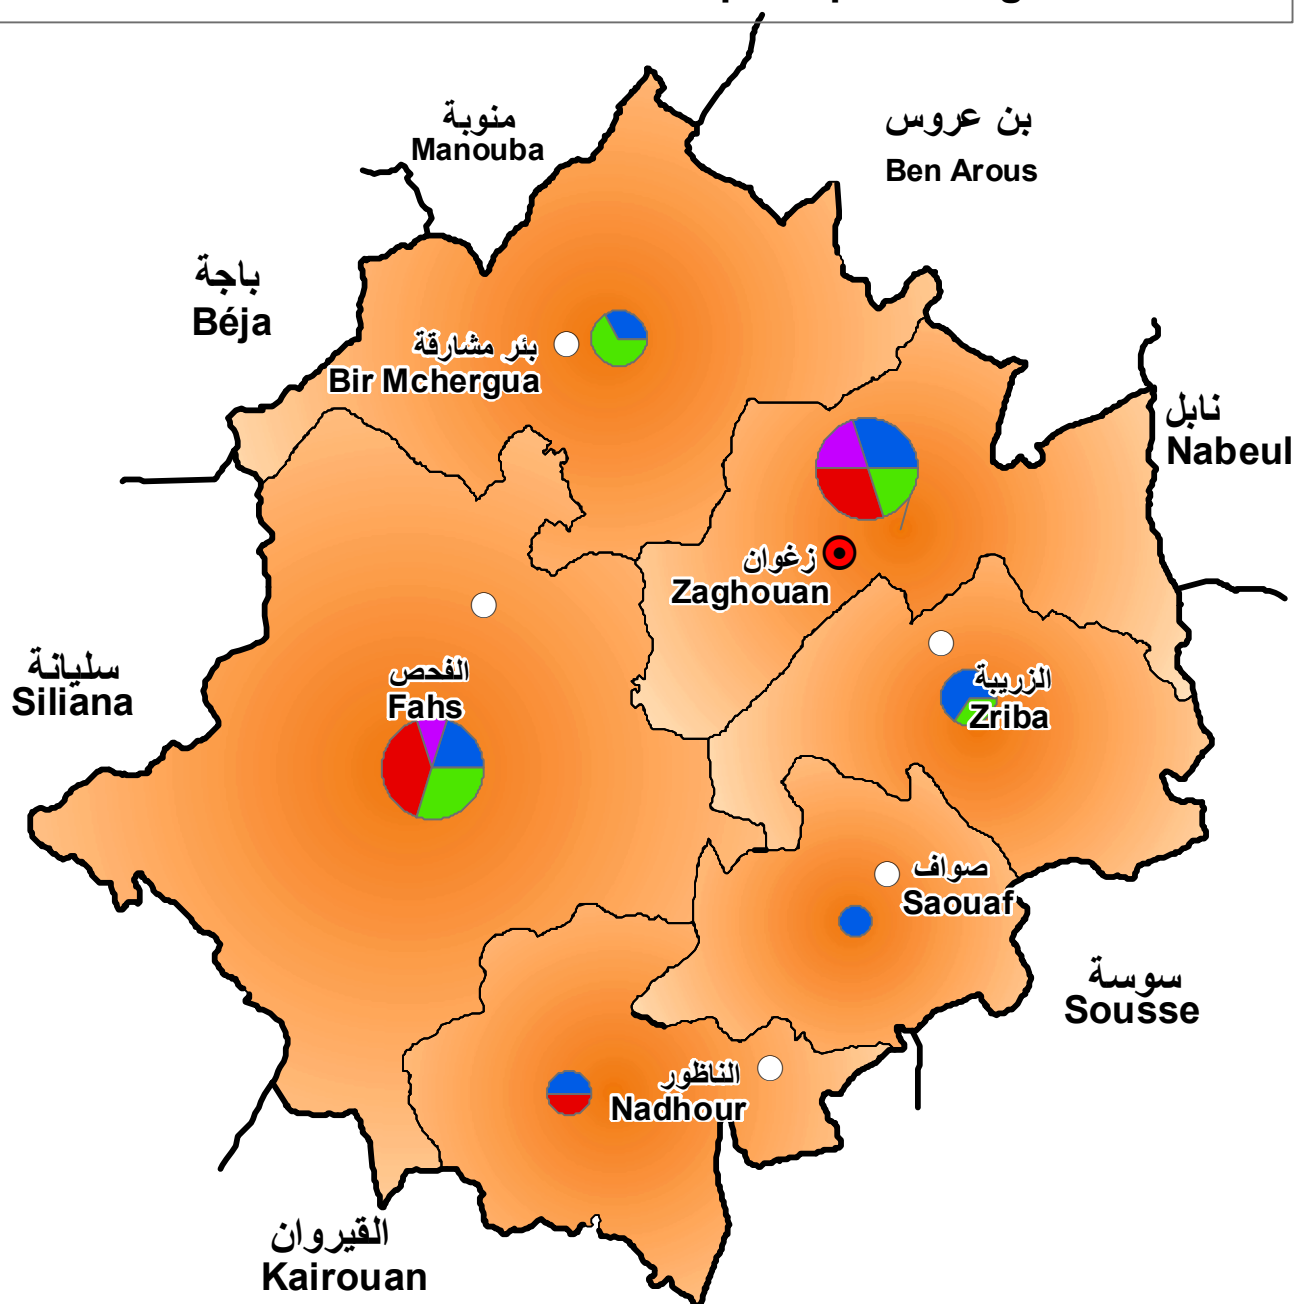 منوبة
Manouba
بن عروس
Ben Arous
باجة
Béja
بئر مشارقة
Bir Mchergua
نابل
Nabeul
زغوان
Zaghouan
سليانة
Siliana
الفحص
Fahs
الزريبة
Zriba
صواف
Saouaf
سوسة
Sousse
الناظور
Nadhour
القيروان
Kairouan